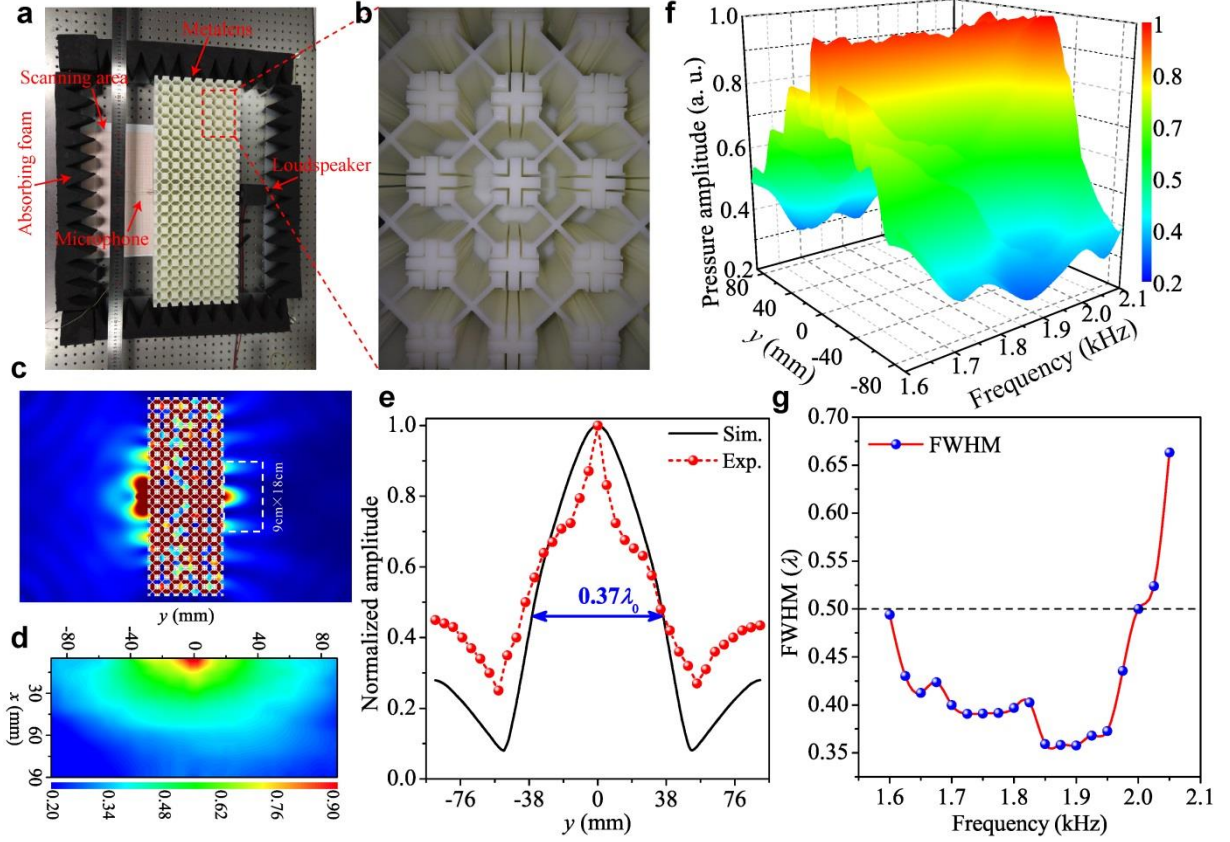 a
Metalens
Scanning area
Absorbing foam
Loudspeaker
Microphone
b
c
9cm×18cm
d
y (mm)
-80 -40 0 40 80
x (mm)
30
60
90
0.20 0.34 0.48 0.62 0.76 0.90
e
Normalized amplitude
1.0
0.8
0.6
0.4
0.2
0.0
Sim.
Exp.
0.37λ0
-76 -38 0 38 76
y (mm)
f
Pressure amplitude (a. u.)
1.0
0.8
0.6
0.4
0.2
80
40
0
-40
-80
y (mm)
1.6
1.7
1.8
1.9
2.0
2.1
Frequency (kHz)
1
0.8
0.7
0.6
0.5
0.4
0.2
g
FWHM (λ)
0.70
0.65
0.60
0.55
0.50
0.45
0.40
0.35
FWHM
1.6 1.7 1.8 1.9 2.0 2.1
Frequency (kHz)